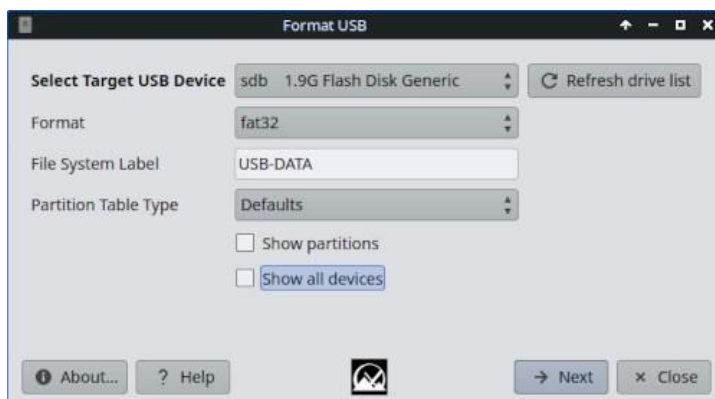 Format USB
Select Target USB Device sdb 1.9G Flash Disk Generic Refresh drive list
Format fat32
File System Label USB-DATA
Partition Table Type Defaults
Show partitions
Show all devices
About... ? Help Next Close